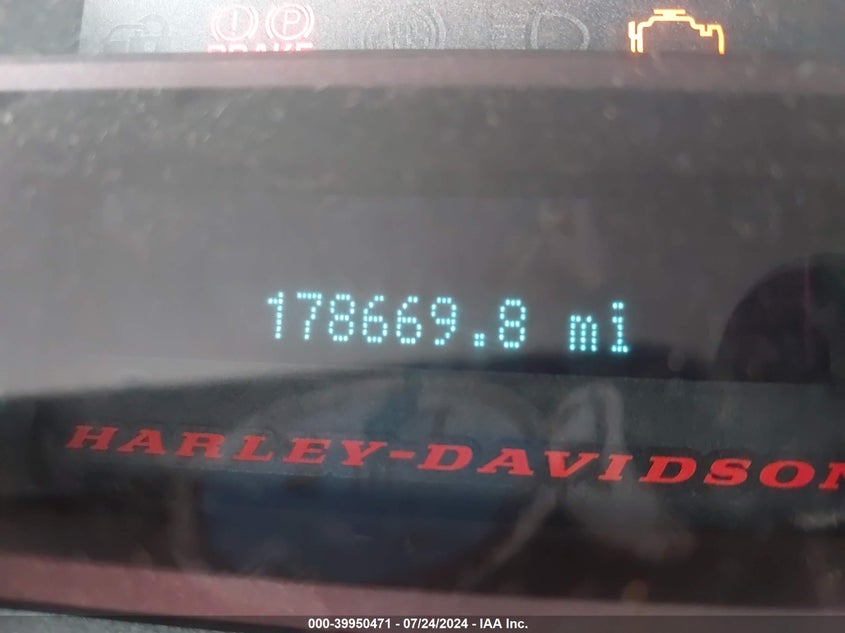 BRAKE
178669.8 mi
HARLEY-DAVIDSON
000-39950471 - 07/24/2024 - IAA Inc.